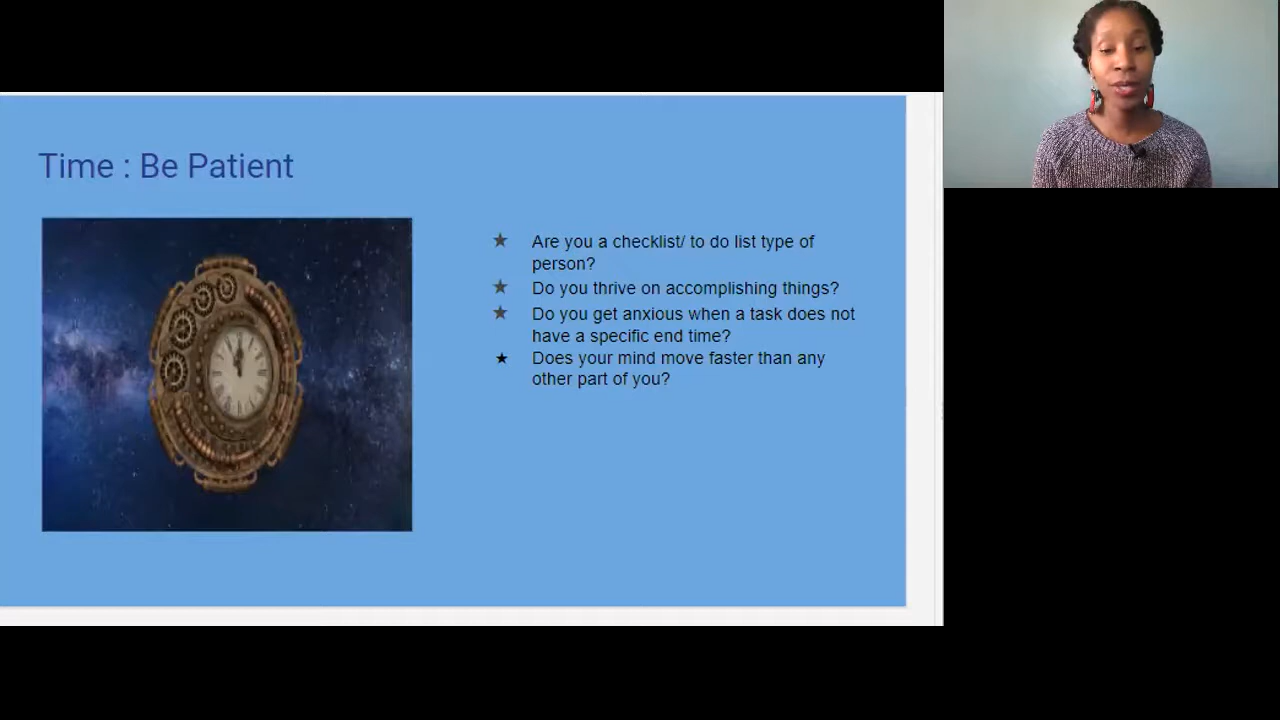 Time : Be Patient
★ Are you a checklist/ to do list type of
person?
★ Do you thrive on accomplishing things?
★ Do you get anxious when a task does not
have a specific end time?
★ Does your mind move faster than any
other part of you?